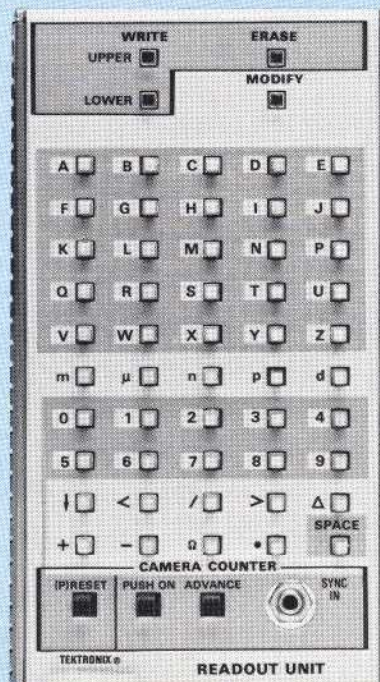 WRITE ERASE
UPPER
MODIFY
LOWER
A B C D E
F G H I J
K L M N P
Q R S T U
V W X Y Z
m μ n p d
0 1 2 3 4
5 6 7 8 9
< / > Δ
SPACE
+ - Ω •
CAMERA COUNTER
(P)RESET PUSH ON ADVANCE SYNC
IN
TEKTRONIX ®
READOUT UNIT